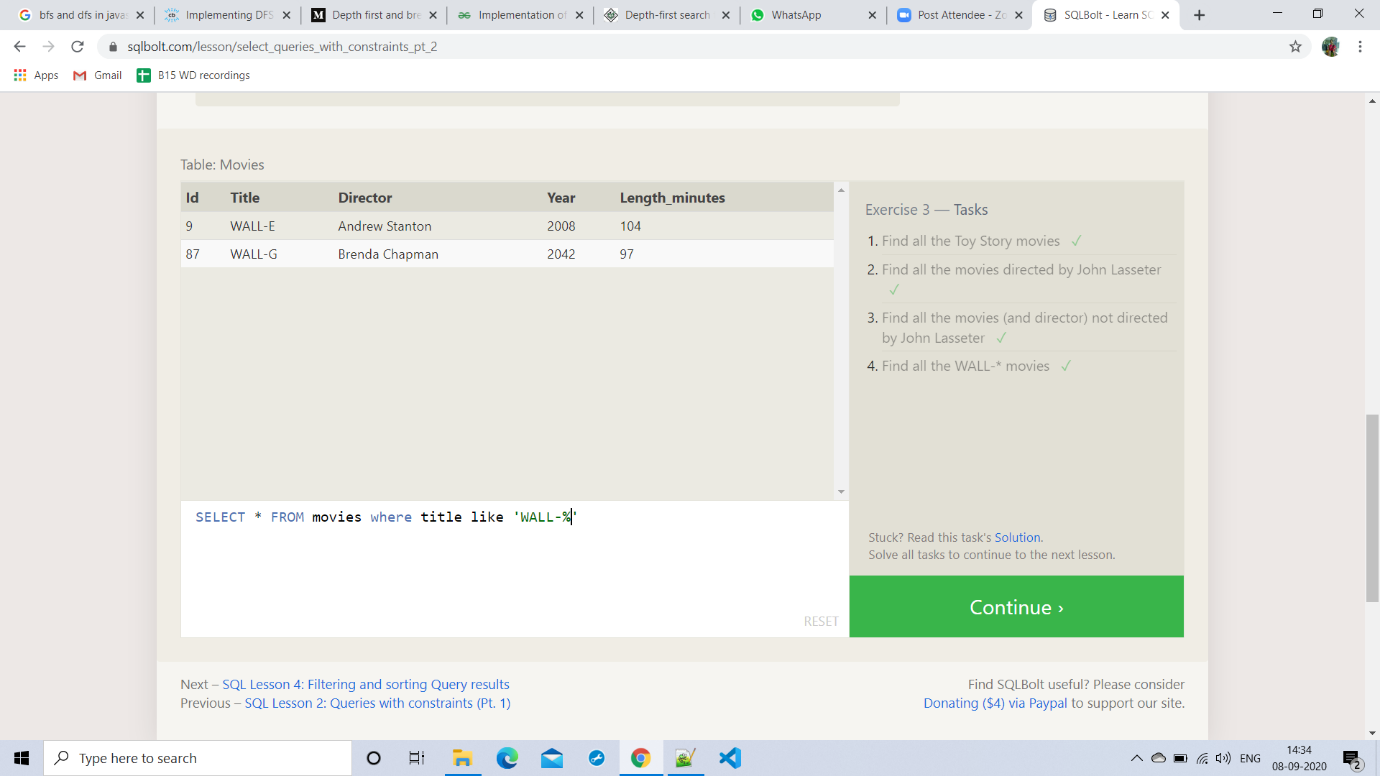 bfs and dfs in javas
Implementing DFS
Depth first and bre
Implementation of
Depth-first search
WhatsApp
Post Attendee - Zo
SQLBolt - Learn SQ
sqlbolt.com/lesson/select_queries_with_constraints_pt_2
Apps
Gmail
B15 WD recordings
Table: Movies
Id Title Director Year Length_minutes
9 WALL-E Andrew Stanton 2008 104
87 WALL-G Brenda Chapman 2042 97
Exercise 3 — Tasks
1. Find all the Toy Story movies ✓
2. Find all the movies directed by John Lasseter
✓
3. Find all the movies (and director) not directed
by John Lasseter ✓
4. Find all the WALL-* movies ✓
SELECT * FROM movies where title like 'WALL-%'
RESET
Stuck? Read this task's Solution.
Solve all tasks to continue to the next lesson.
Continue ›
Next – SQL Lesson 4: Filtering and sorting Query results
Previous – SQL Lesson 2: Queries with constraints (Pt. 1)
Find SQLBolt useful? Please consider
Donating ($4) via Paypal to support our site.
Type here to search
ENG
14:34
08-09-2020
2